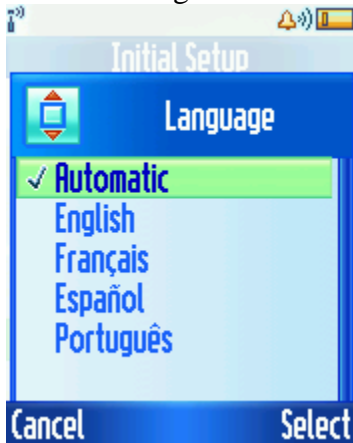 Initial Setup
Language
Automatic
English
Français
Español
Português
Cancel Select